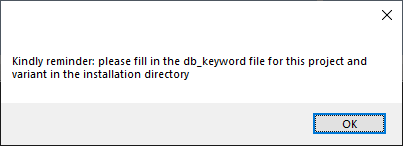 Kindly reminder: please fill in the db_keyword file for this project and
variant in the installation directory
OK